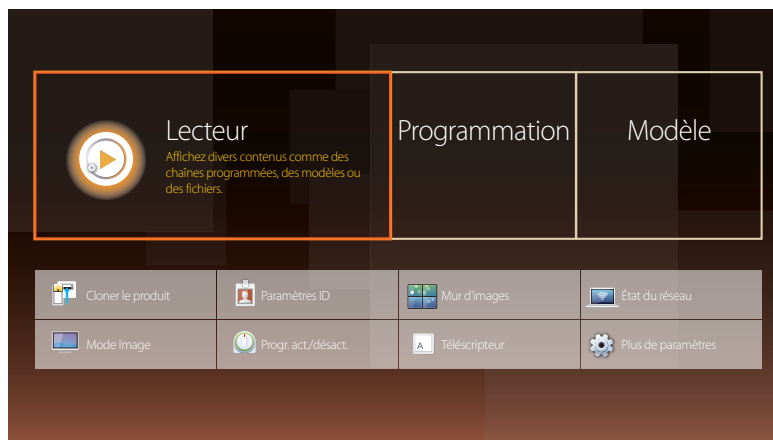 Lecteur
Affichez divers contenus comme des
chaînes programmées, des modèles ou
des fichiers.
Programmation
Modèle
Cloner le produit
Paramètres ID
Mur d'images
État du réseau
Mode Image
Progr. act./désact.
A
Téléscripteur
Plus de paramètres